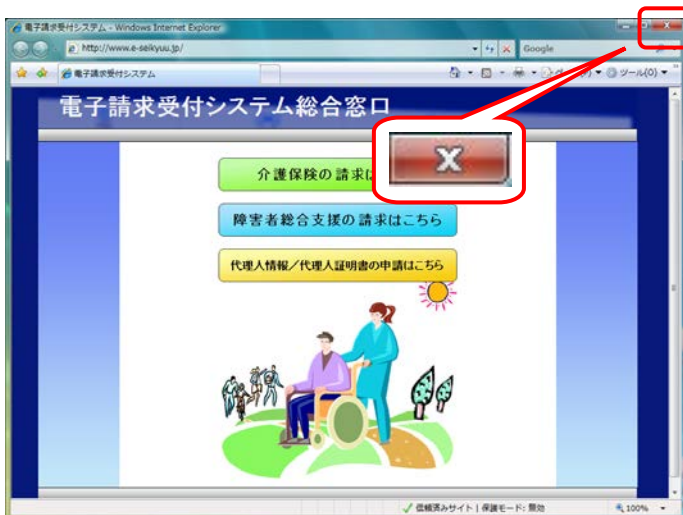 電子請求受付システム - Windows Internet Explorer
http://www.e-seikyuu.jp/
Google
電子請求受付システム
ツール(O)
電子請求受付システム総合窓口
介護保険の請求は
障害者総合支援の請求はこちら
代理人情報/代理人証明書の申請はこちら
信頼済みサイト | 保護モード: 無効
100%